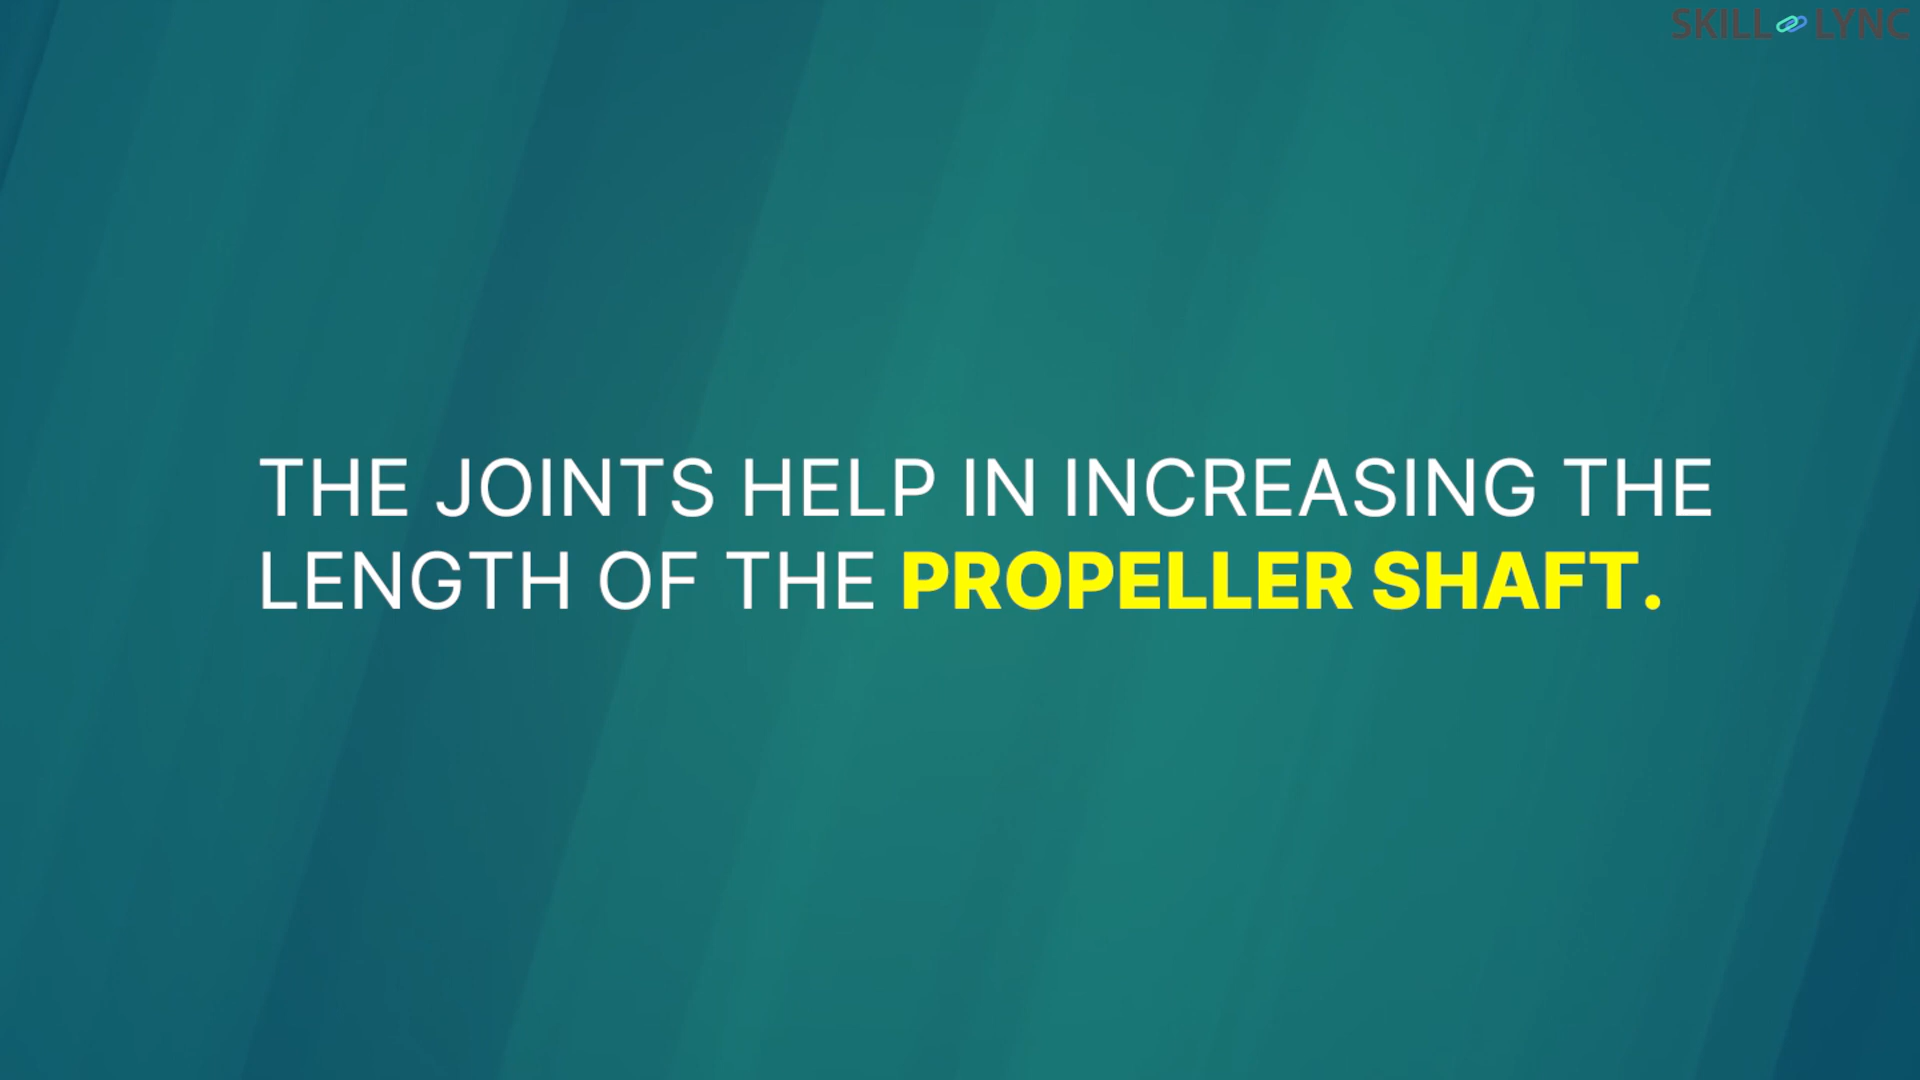 SKILL LYNC
THE JOINTS HELP IN INCREASING THE
LENGTH OF THE PROPELLER SHAFT.